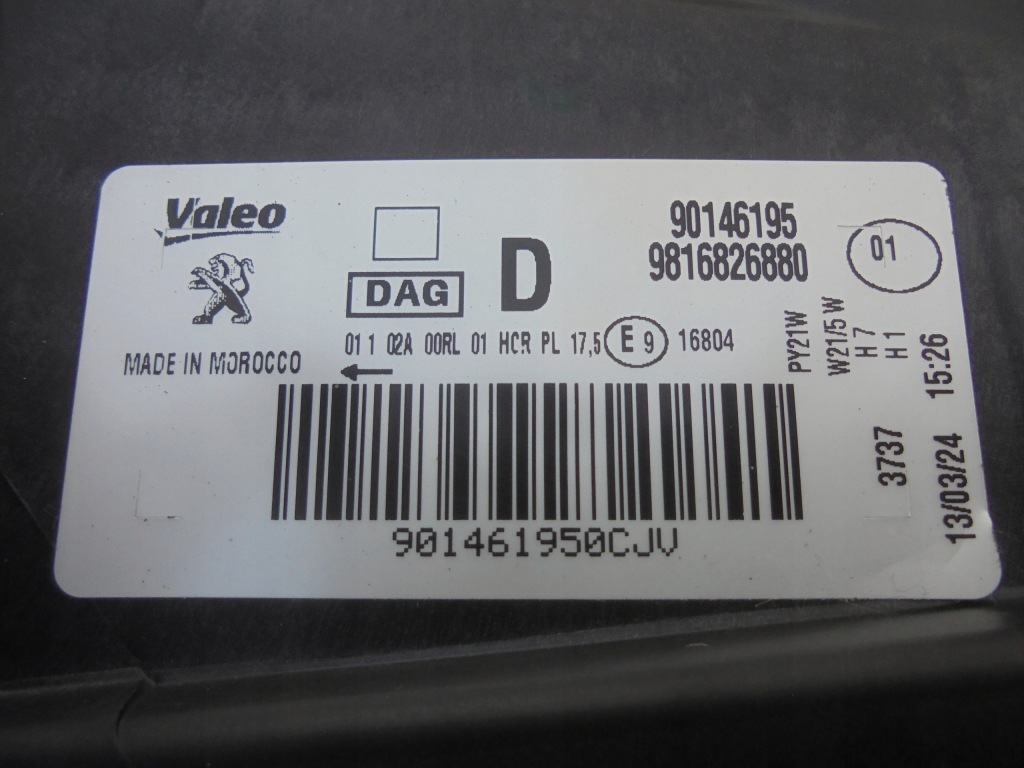 Valeo
DAG
D
90146195
9816826880
01
MADE IN MOROCCO
01 1 02A 00RL 01 HCR PL 17,5 E 9 16804
PY21W
W21/5 W
H 7
H 1
3737
13/03/24 15:26
901461950CJV